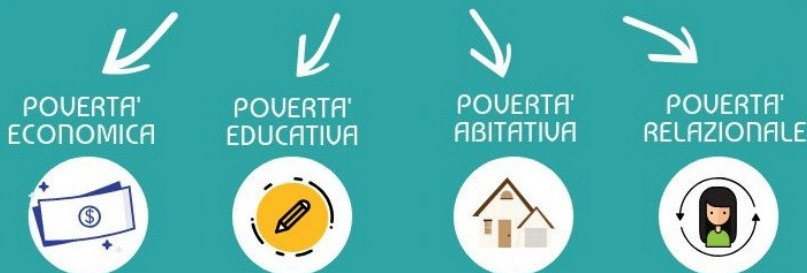 POVERTA'
ECONOMICA
POVERTA'
EDUCATIVA
POVERTA'
ABITATIVA
POVERTA'
RELAZIONALE
$